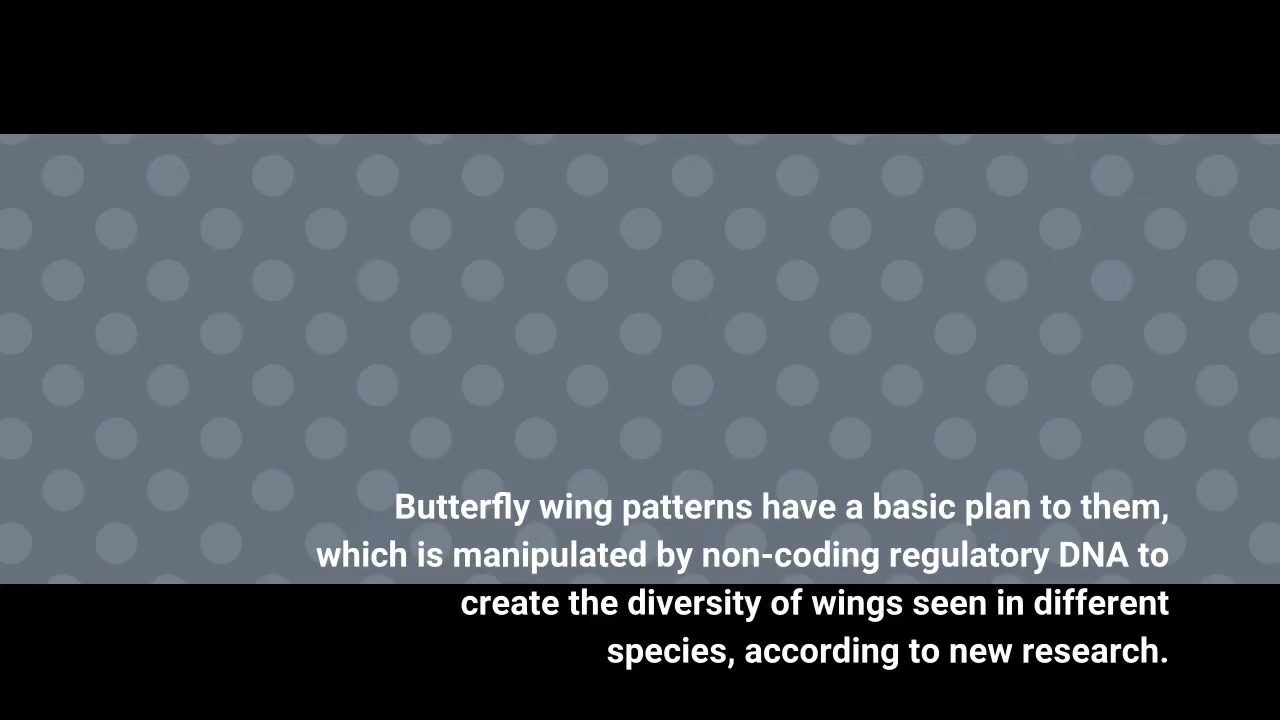 Butterfly wing patterns have a basic plan to them,
which is manipulated by non-coding regulatory DNA to
create the diversity of wings seen in different
species, according to new research.